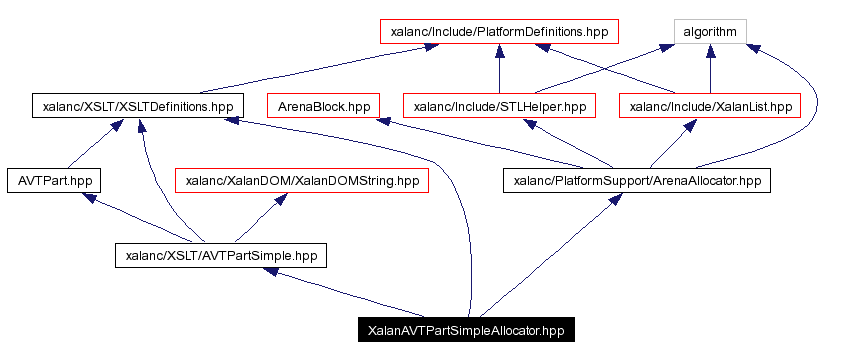 xalanc/Include/PlatformDefinitions.hpp
algorithm
xalanc/XSLT/XSLTDefinitions.hpp
ArenaBlock.hpp
xalanc/Include/STLHelper.hpp
xalanc/Include/XalanList.hpp
AVTPart.hpp
xalanc/XalanDOM/XalanDOMString.hpp
xalanc/PlatformSupport/ArenaAllocator.hpp
xalanc/XSLT/AVTPartSimple.hpp
XalanAVTPartSimpleAllocator.hpp